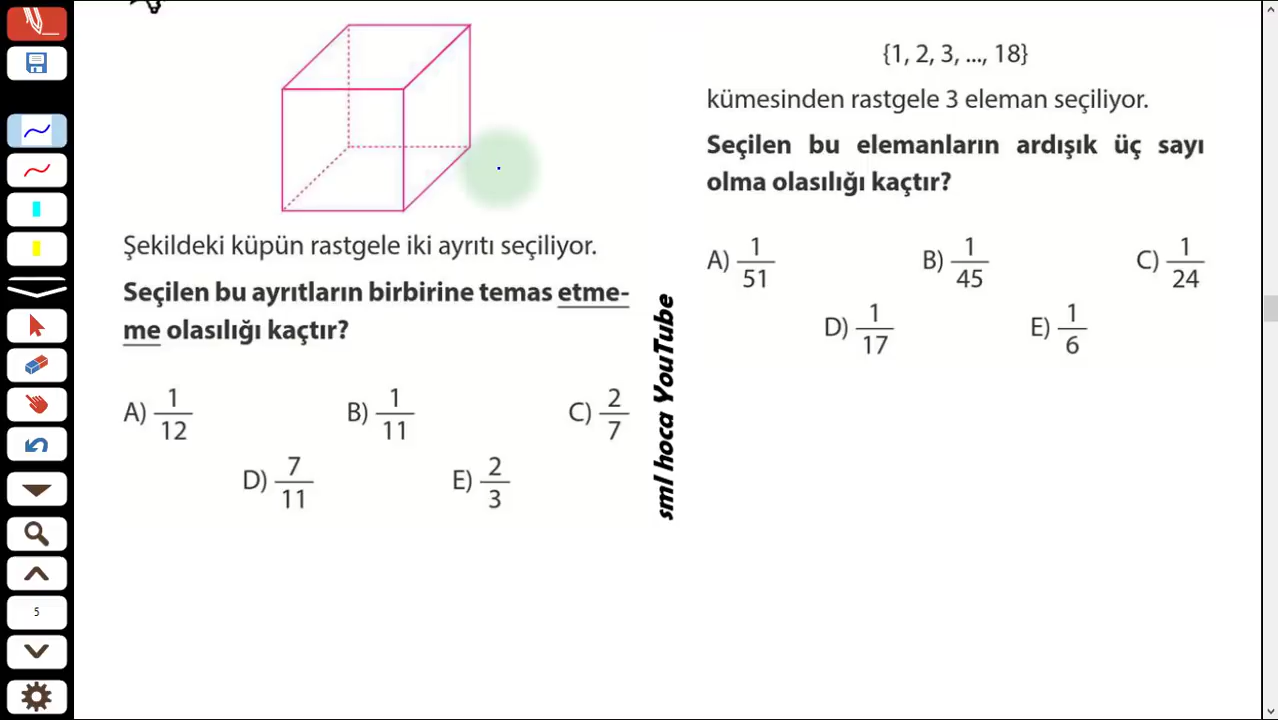 Şekildeki küpün rastgele iki ayrıtı seçiliyor.
Seçilen bu ayrıtların birbirine temas etme-
me olasılığı kaçtır?
A) 1/12 B) 1/11 C) 2/7
D) 7/11 E) 2/3
sml hoca YouTube
{1, 2, 3, ..., 18}
kümesinden rastgele 3 eleman seçiliyor.
Seçilen bu elemanların ardışık üç sayı
olma olasılığı kaçtır?
A) 1/51 B) 1/45 C) 1/24
D) 1/17 E) 1/6
5